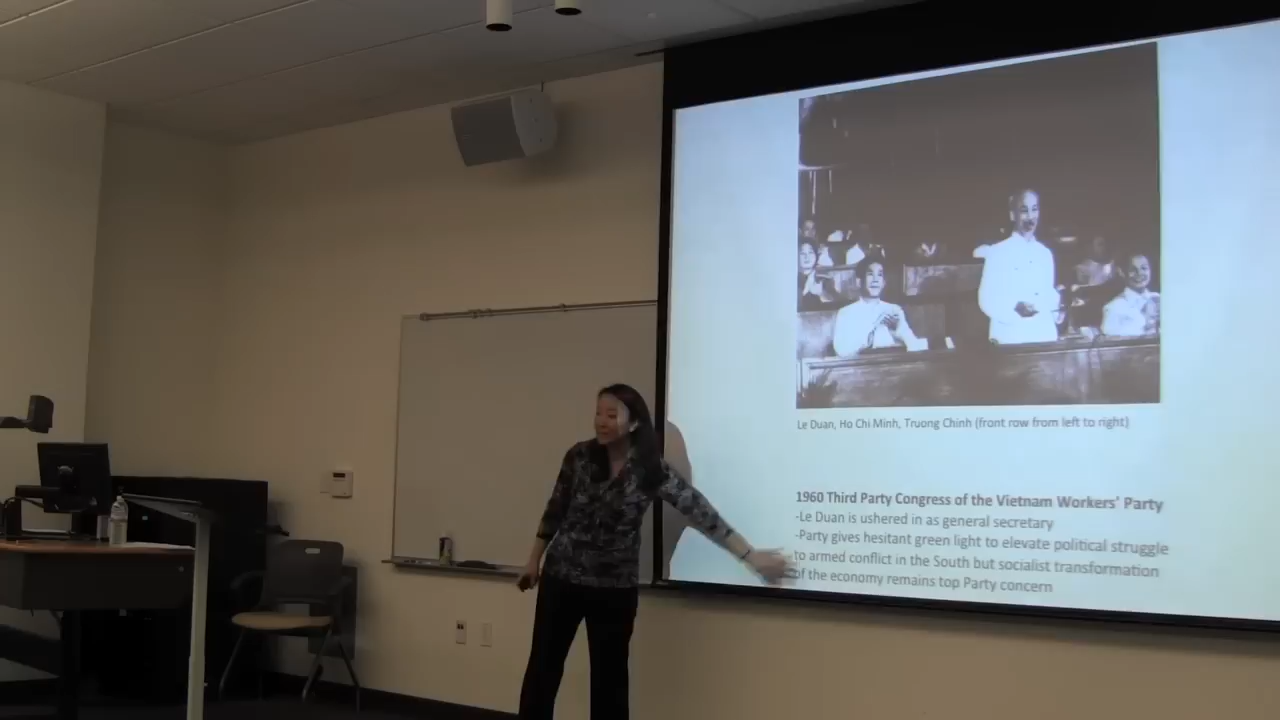 Le Duan, Ho Chi Minh, Truong Chinh (front row from left to right)
1960 Third Party Congress of the Vietnam Workers' Party
-Le Duan is ushered in as general secretary
-Party gives hesitant green light to elevate political struggle
to armed conflict in the South but socialist transformation
of the economy remains top Party concern